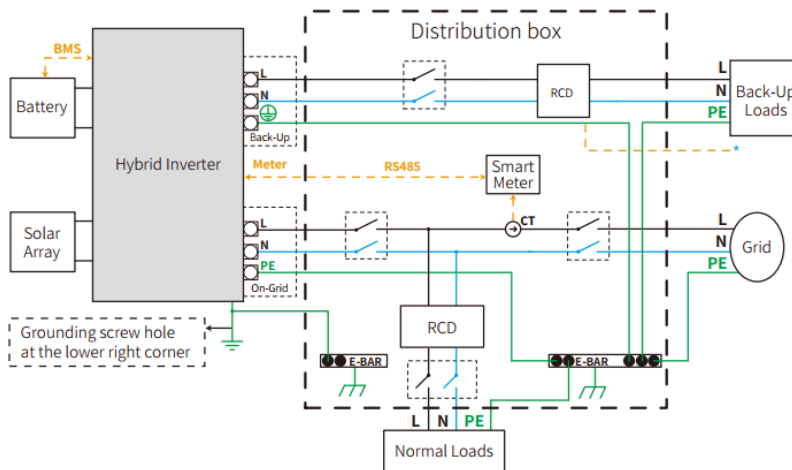 Distribution box
BMS
Battery
Hybrid Inverter
L
N
Back-Up
RCD
L
N
PE
Back-Up
Loads
*
Meter
RS485
Smart
Meter
Solar
Array
L
N
PE
On-Grid
CT
L
N
PE
Grid
RCD
Grounding screw hole
at the lower right corner
E-BAR
E-BAR
L N PE
Normal Loads